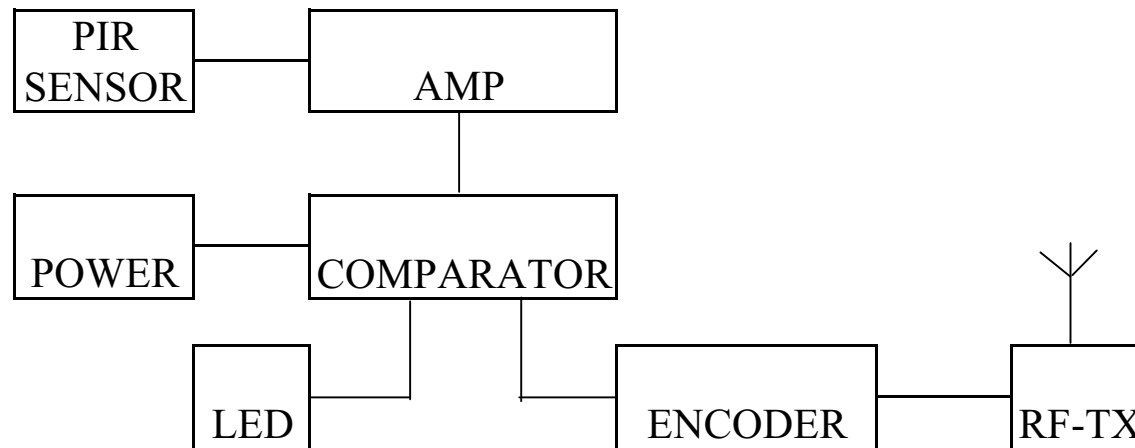 PIR
SENSOR
AMP
POWER
COMPARATOR
LED
ENCODER
RF-TX